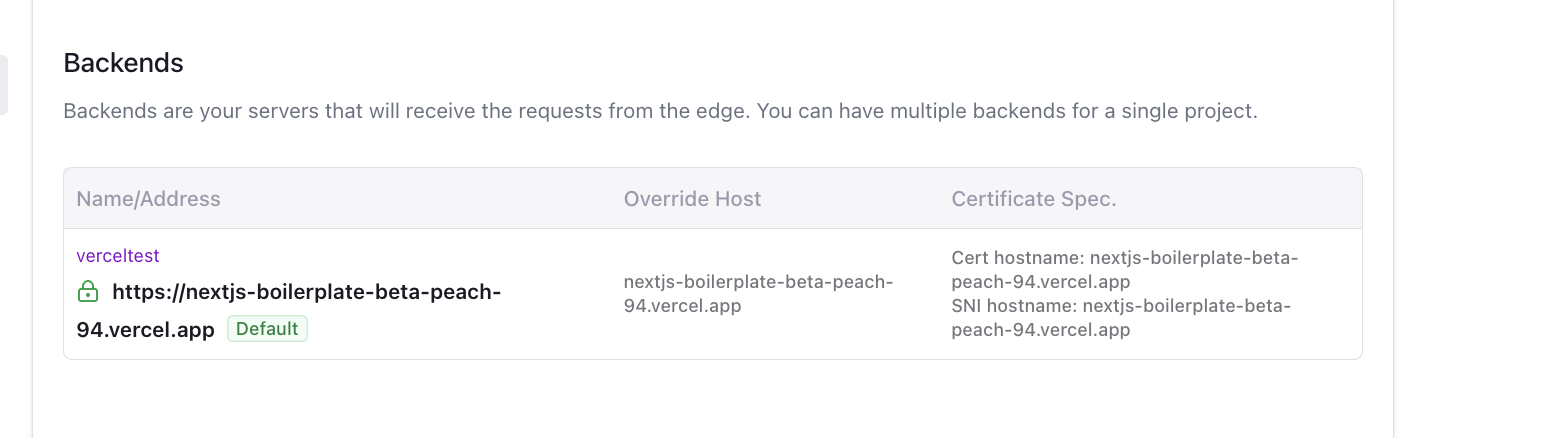 Backends
Backends are your servers that will receive the requests from the edge. You can have multiple backends for a single project.
Name/Address
Override Host
Certificate Spec.
verceltest
https://nextjs-boilerplate-beta-peach-
94.vercel.app
Default
nextjs-boilerplate-beta-peach-
94.vercel.app
Cert hostname: nextjs-boilerplate-beta-
peach-94.vercel.app
SNI hostname: nextjs-boilerplate-beta-
peach-94.vercel.app